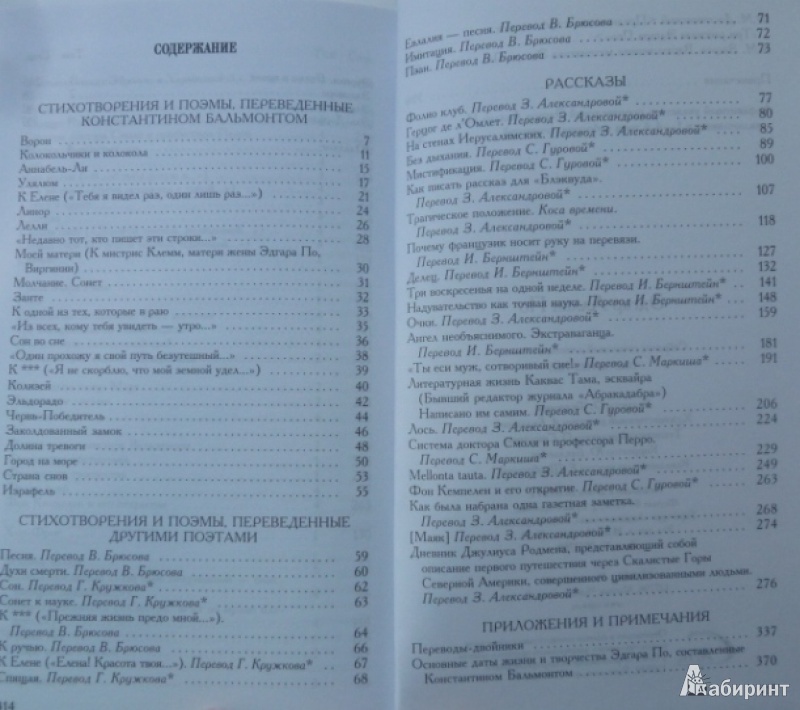 СОДЕРЖАНИЕ
СТИХОТВОРЕНИЯ И ПОЭМЫ, ПЕРЕВЕДЕННЫЕ
КОНСТАНТИНОМ БАЛЬМОНТОМ
Ворон 7
Колокольчики и колокола 11
Аннабель-Ли 15
Улялюм 17
К Елене («Тебя я видел раз, один лишь раз...») 21
Линор 24
Лелли 26
«Недавно тот, кто пишет эти строки...» 28
Моей матери (К мистрис Клемм, матери жены Эдгара По,
Виргинии) 30
Молчание. Сонет 31
Занте 32
К одной из тех, которые в раю 33
«Из всех, кому тебя увидеть — утро...» 35
Сон во сне 36
«Один прохожу я свой путь безутешный...» 38
К *** («Я не скорблю, что мой земной удел...») 39
Колизей 40
Эльдорадо 42
Червь-Победитель 44
Заколдованный замок 46
Долина тревоги 48
Город на море 50
Страна снов 53
Израфель 55
СТИХОТВОРЕНИЯ И ПОЭМЫ, ПЕРЕВЕДЕННЫЕ
ДРУГИМИ ПОЭТАМИ
Песня. Перевод В. Брюсова 59
Духи смерти. Перевод В. Брюсова 60
Сон. Перевод Г. Кружкова* 62
Сонет к науке. Перевод Г. Кружкова* 63
К *** («Прежняя жизнь предо мной...»).
Перевод В. Брюсова 64
К ручью. Перевод В. Брюсова 66
К Елене («Елена! Красота твоя...»). Перевод Г. Кружкова* 67
Спящая. Перевод Г. Кружкова* 68
414
Евлалия — песня. Перевод В. Брюсова 71
Имитация. Перевод В. Брюсова 72
Пэан. Перевод В. Брюсова 73
РАССКАЗЫ
Фолио клуб. Перевод З. Александровой* 77
Герцог де л'Омлет. Перевод З. Александровой* 80
На стенах Иерусалимских. Перевод З. Александровой* 85
Без дыхания. Перевод С. Гуровой* 89
Мистификация. Перевод С. Гуровой* 100
Как писать рассказ для «Блэквуда».
Перевод З. Александровой* 107
Трагическое положение. Коса времени.
Перевод З. Александровой* 118
Почему французик носит руку на перевязи.
Перевод И. Бернштейн* 127
Делец. Перевод И. Бернштейн* 132
Три воскресенья на одной неделе. Перевод И. Бернштейн* 141
Надувательство как точная наука. Перевод И. Бернштейн* 148
Очки. Перевод З. Александровой* 159
Ангел необъяснимого. Экстраваганца.
Перевод И. Бернштейн* 181
«Ты еси муж, сотворивый сие!» Перевод С. Маркиша* 191
Литературная жизнь Каквас Тама, эсквайра
(Бывший редактор журнала «Абракадабра»)
Написано им самим. Перевод С. Гуровой* 206
Лось. Перевод З. Александровой* 224
Система доктора Смоля и профессора Перро.
Перевод С. Маркиша* 229
Mellonta tauta. Перевод З. Александровой* 249
Фон Кемпелен и его открытие. Перевод С. Гуровой* 263
Как была набрана одна газетная заметка.
Перевод З. Александровой* 268
[Маяк] Перевод З. Александровой* 274
Дневник Джулиуса Родмена, представляющий собой
описание первого путешествия через Скалистые Горы
Северной Америки, совершенного цивилизованными людьми.
Перевод З. Александровой* 276
ПРИЛОЖЕНИЯ И ПРИМЕЧАНИЯ
Переводы-двойники 337
Основные даты жизни и творчества Эдгара По, составленные
Константином Бальмонтом 370
Лабиринт